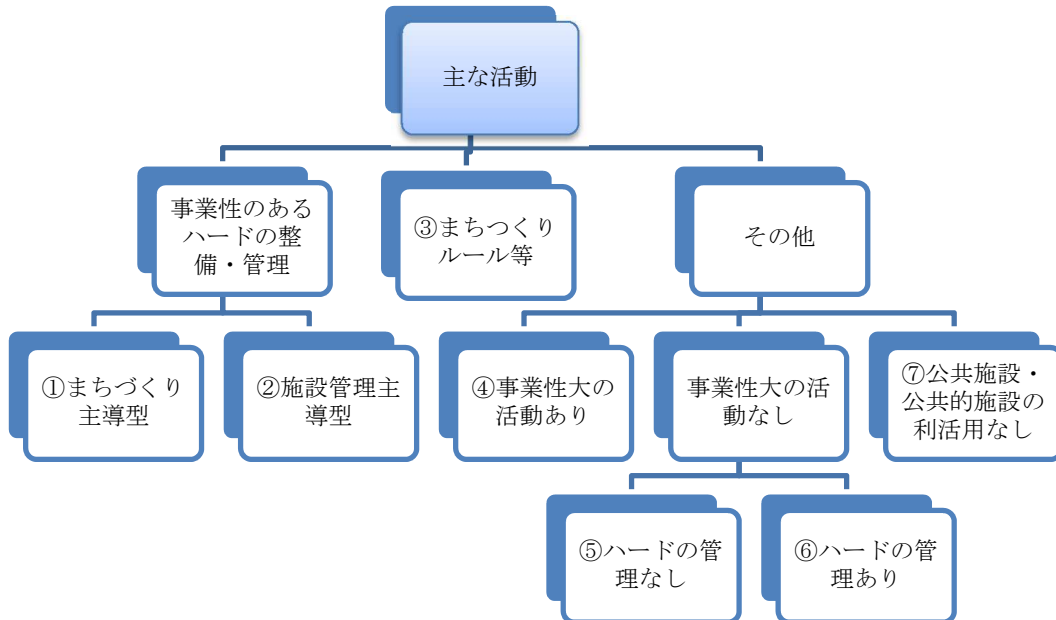 主な活動
事業性のある
ハードの整
備・管理
③まちつくり
ルール等
その他
①まちづくり
主導型
②施設管理主
導型
④事業性大の
活動あり
事業性大の活
動なし
⑦公共施設・
公共的施設の
利活用なし
⑤ハードの管
理なし
⑥ハードの管
理あり